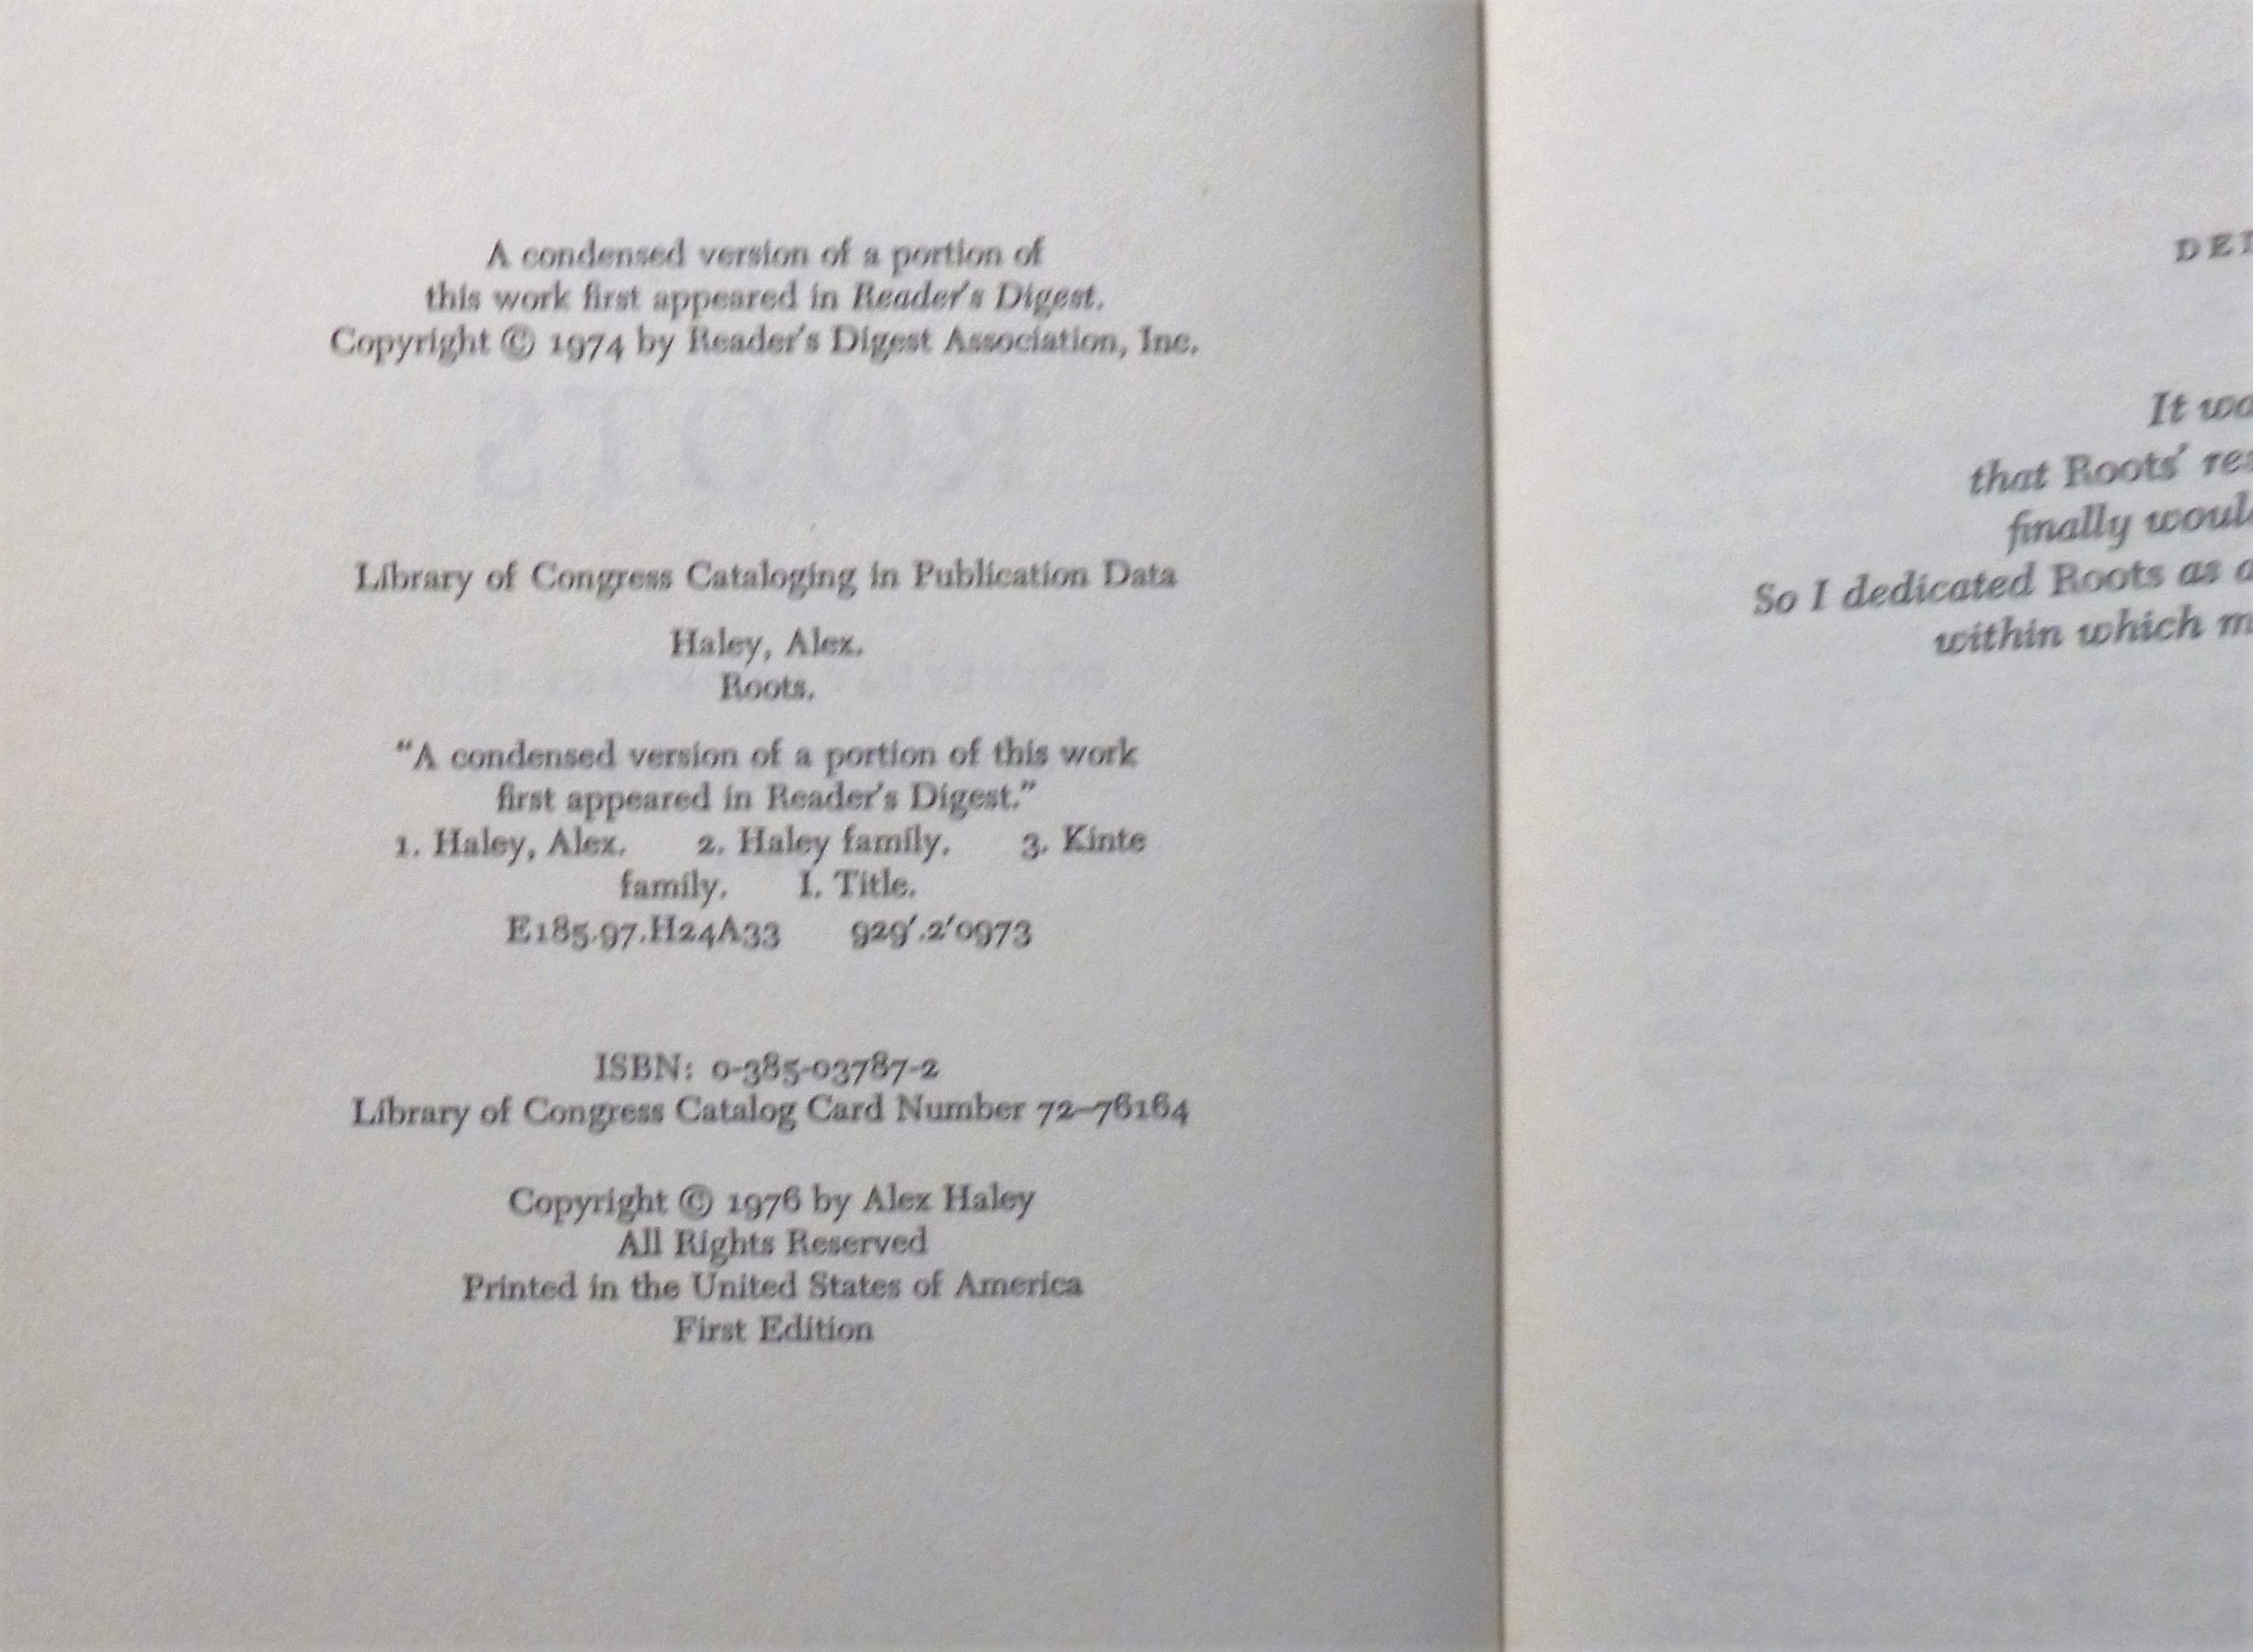 A condensed version of a portion of
this work first appeared in Reader's Digest.
Copyright © 1974 by Reader's Digest Association, Inc.
ROOTS
Library of Congress Cataloging in Publication Data
Haley, Alex.
Roots.
"A condensed version of a portion of this work
first appeared in Reader's Digest."
1. Haley, Alex. 2. Haley family. 3. Kinte
family. I. Title.
E185.97.H24A33 929'.2'0973
ISBN: 0-385-03787-2
Library of Congress Catalog Card Number 72–76164
Copyright © 1976 by Alex Haley
All Rights Reserved
Printed in the United States of America
First Edition
It
that Roots'
finally
So I dedicated Roots as
within which